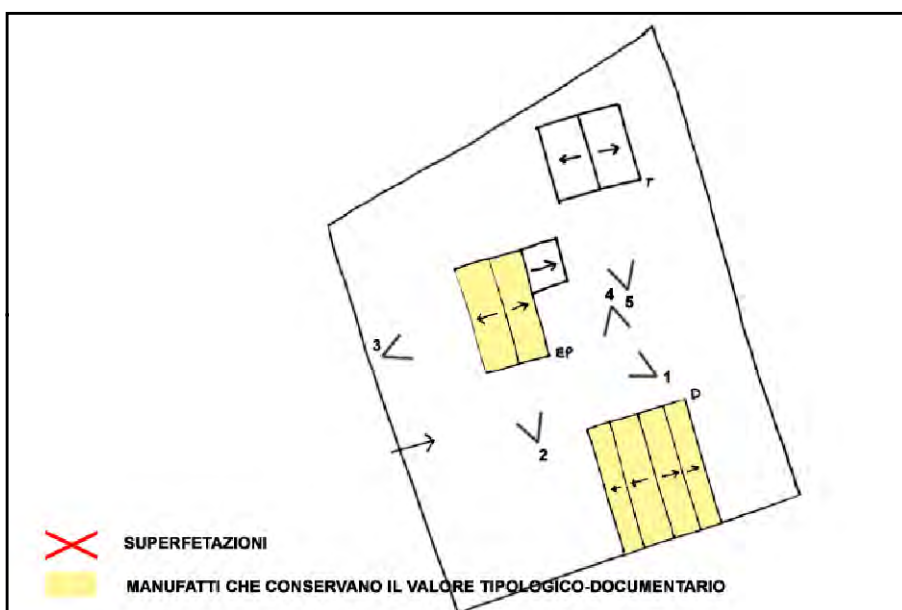 T
3
4
5
EP
1
D
2
SUPERFETAZIONI
MANUFATTI CHE CONSERVANO IL VALORE TIPOLOGICO-DOCUMENTARIO